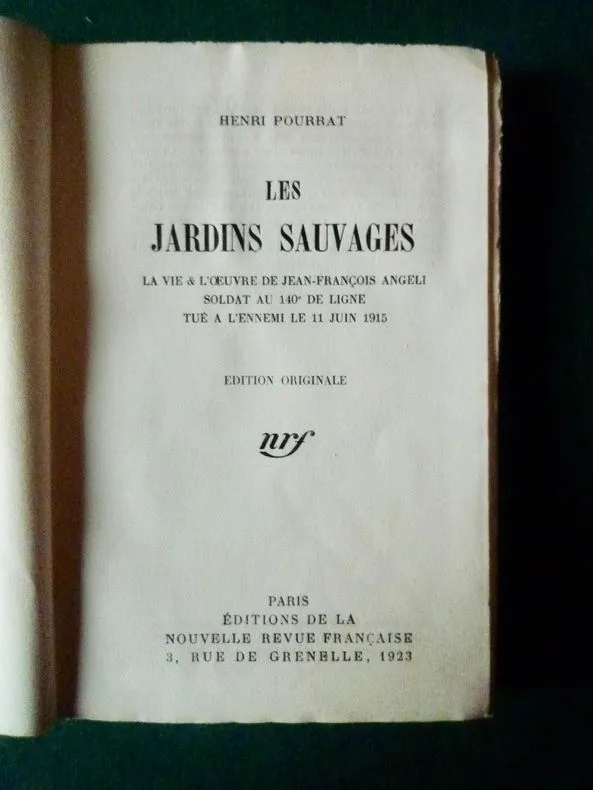 HENRI POURRAT
LES
JARDINS SAUVAGES
LA VIE & L'ŒUVRE DE JEAN-FRANÇOIS ANGELI
SOLDAT AU 140e DE LIGNE
TUÉ A L'ENNEMI LE 11 JUIN 1915
EDITION ORIGINALE
nrf
PARIS
ÉDITIONS DE LA
NOUVELLE REVUE FRANÇAISE
3, RUE DE GRENELLE, 1923